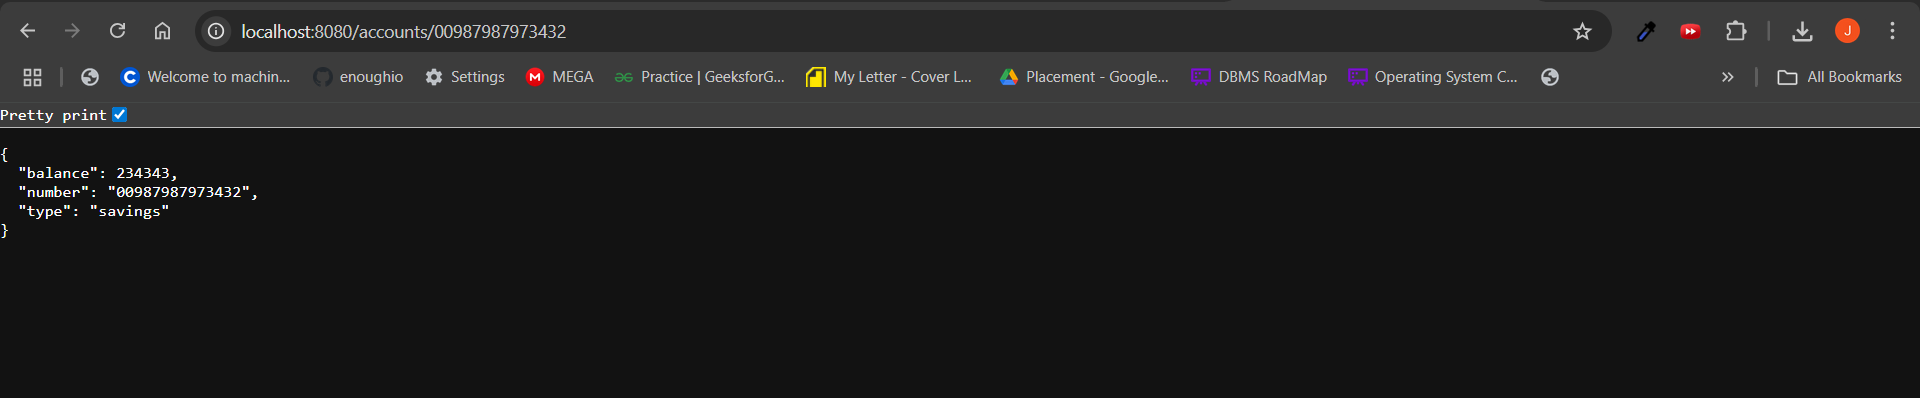 localhost:8080/accounts/00987987973432
J
Welcome to machin... enoughio Settings MEGA Practice | GeeksforG... My Letter - Cover L... Placement - Google... DBMS RoadMap Operating System C... » All Bookmarks
Pretty print
{
"balance": 234343,
"number": "00987987973432",
"type": "savings"
}